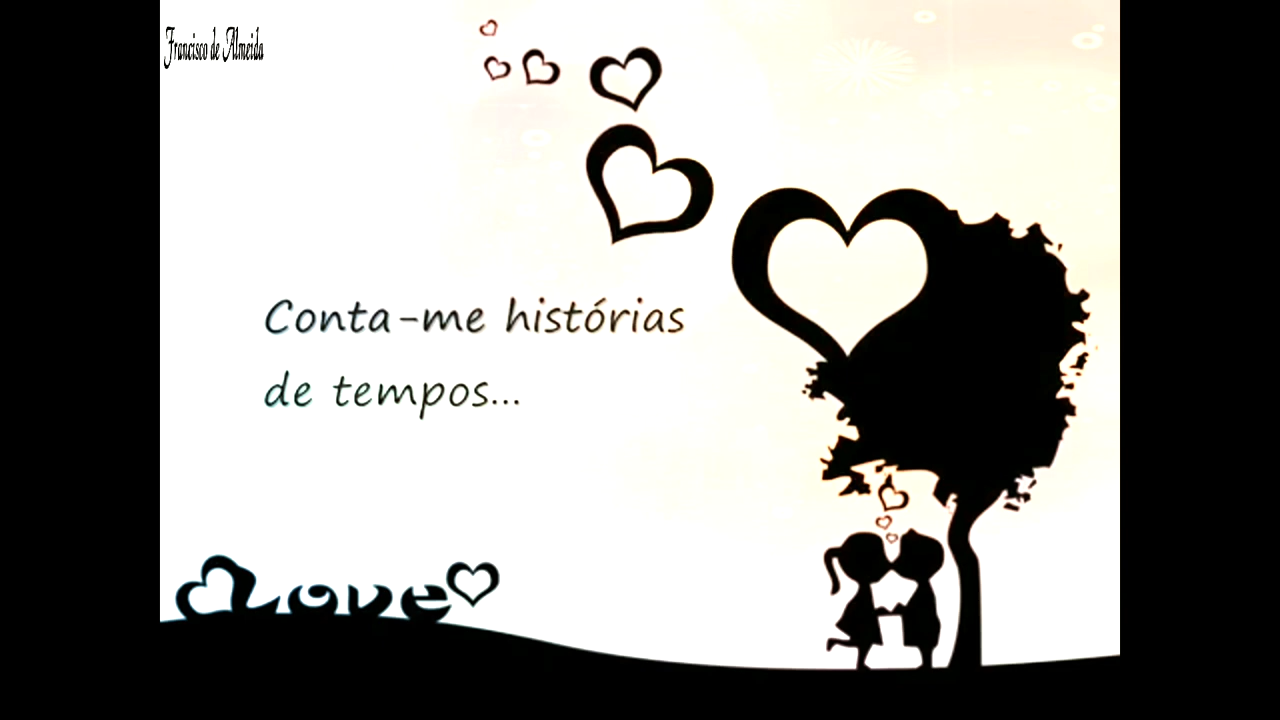 Francisco de Almeida
Conta-me histórias
de tempos...
Love